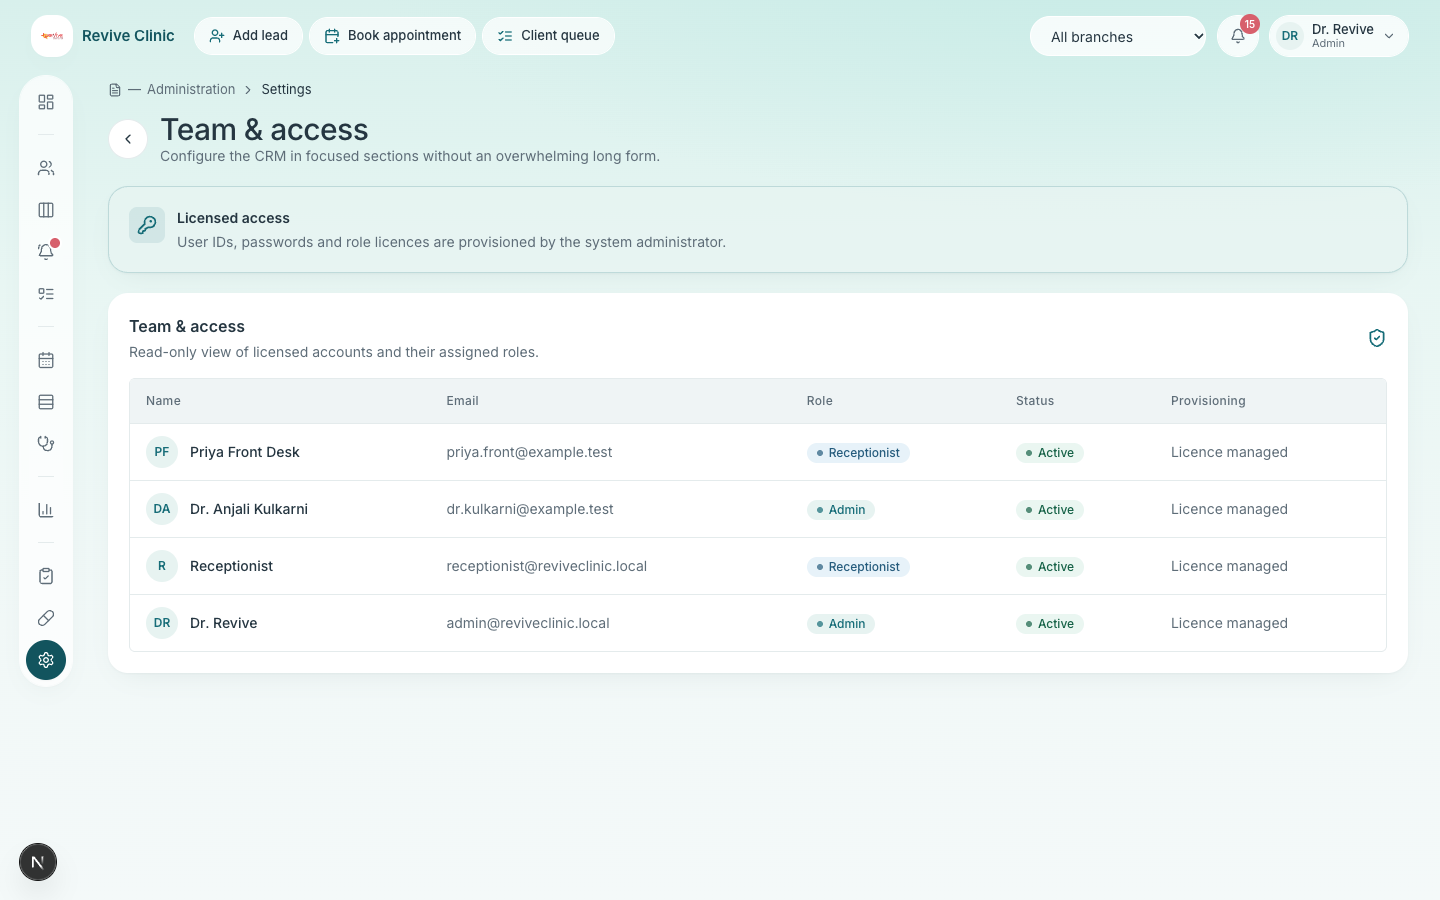 Revive Clinic
Add lead
Book appointment
Client queue
All branches
15
DR
Dr. Revive
Admin
— Administration > Settings
Team & access
Configure the CRM in focused sections without an overwhelming long form.
Licensed access
User IDs, passwords and role licences are provisioned by the system administrator.
Team & access
Read-only view of licensed accounts and their assigned roles.
Name Email Role Status Provisioning
PF Priya Front Desk priya.front@example.test Receptionist Active Licence managed
DA Dr. Anjali Kulkarni dr.kulkarni@example.test Admin Active Licence managed
R Receptionist receptionist@reviveclinic.local Receptionist Active Licence managed
DR Dr. Revive admin@reviveclinic.local Admin Active Licence managed
N